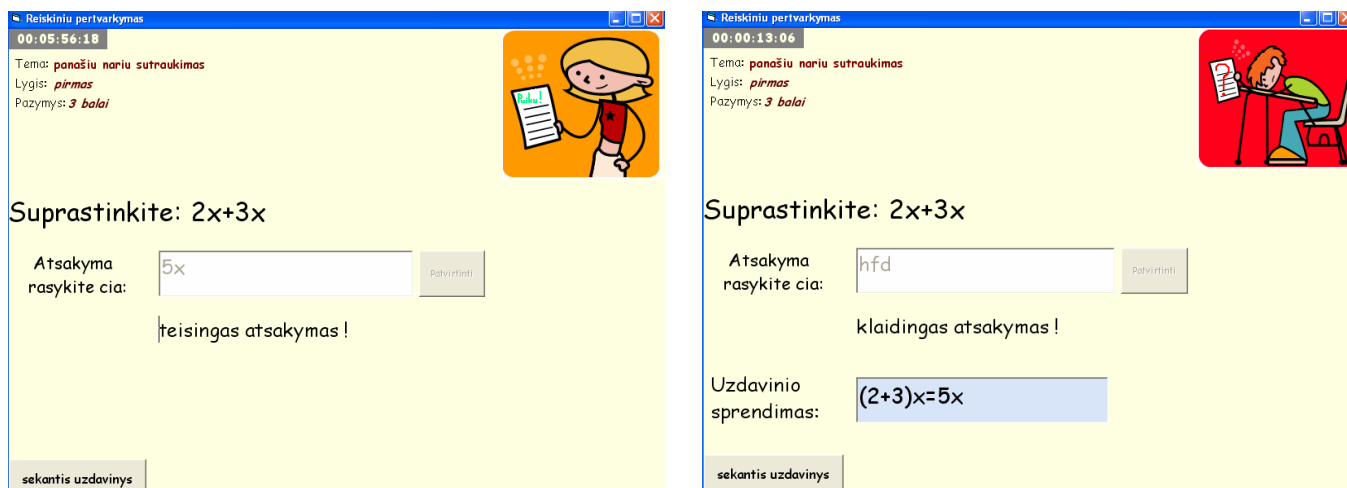 Reiskiniu pertvarkymas
00:05:56:18
Tema: panašiu nariu sutraukimas
Lygis: pirmas
Pazymys: 3 balai
Puiku!
Suprastinkite: 2x+3x
Atsakyma
rasykite cia:
5x
Patvirtinti
teisingas atsakymas !
sekantis uzdavinys
Reiskiniu pertvarkymas
00:00:13:06
Tema: panašiu nariu sutraukimas
Lygis: pirmas
Pazymys: 3 balai
?
Suprastinkite: 2x+3x
Atsakyma
rasykite cia:
hfd
Patvirtinti
klaidingas atsakymas !
Uzdavinio
sprendimas:
(2+3)x=5x
sekantis uzdavinys